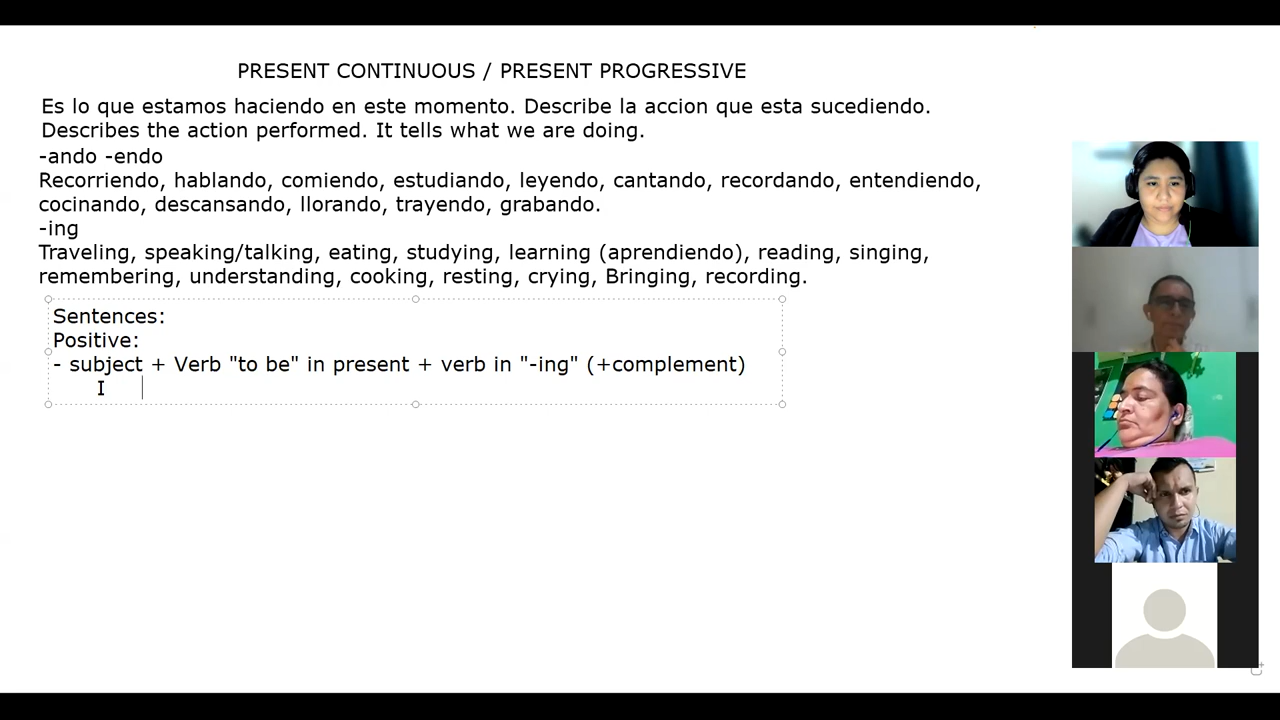 PRESENT CONTINUOUS / PRESENT PROGRESSIVE
Es lo que estamos haciendo en este momento. Describe la accion que esta sucediendo.
Describes the action performed. It tells what we are doing.
-ando -endo
Recorriendo, hablando, comiendo, estudiando, leyendo, cantando, recordando, entendiendo,
cocinando, descansando, llorando, trayendo, grabando.
-ing
Traveling, speaking/talking, eating, studying, learning (aprendiendo), reading, singing,
remembering, understanding, cooking, resting, crying, Bringing, recording.
Sentences:
Positive:
- subject + Verb "to be" in present + verb in "-ing" (+complement)